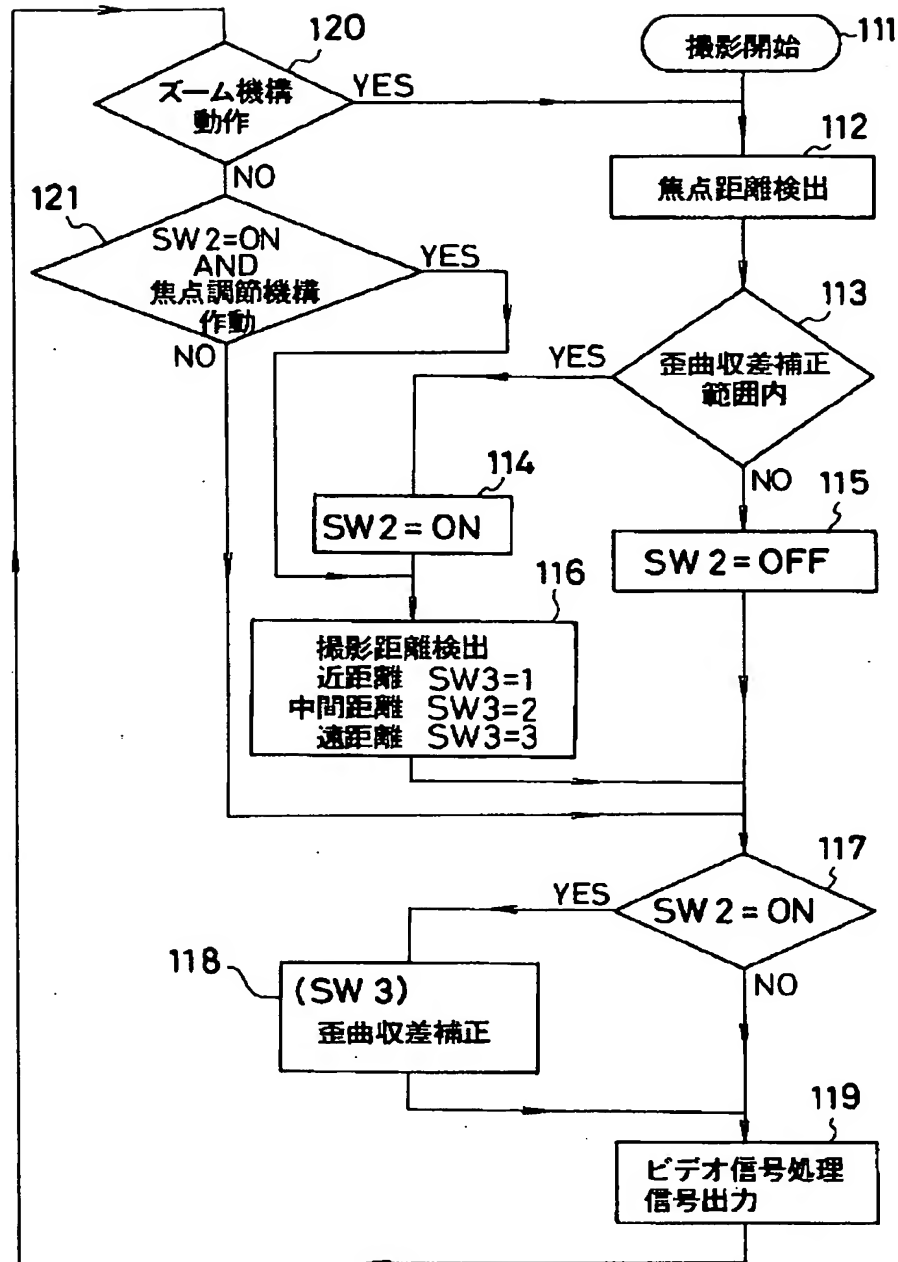 撮影開始
111
112
焦点距離検出
113
歪曲収差補正
範囲内
YES
NO
114
SW2=ON
115
SW2=OFF
116
撮影距離検出
近距離 SW3=1
中間距離 SW3=2
遠距離 SW3=3
117
SW2=ON
YES
NO
118
(SW3)
歪曲収差補正
119
ビデオ信号処理
信号出力
120
ズーム機構
動作
YES
NO
121
SW2=ON
AND
焦点調節機構
作動
YES
NO